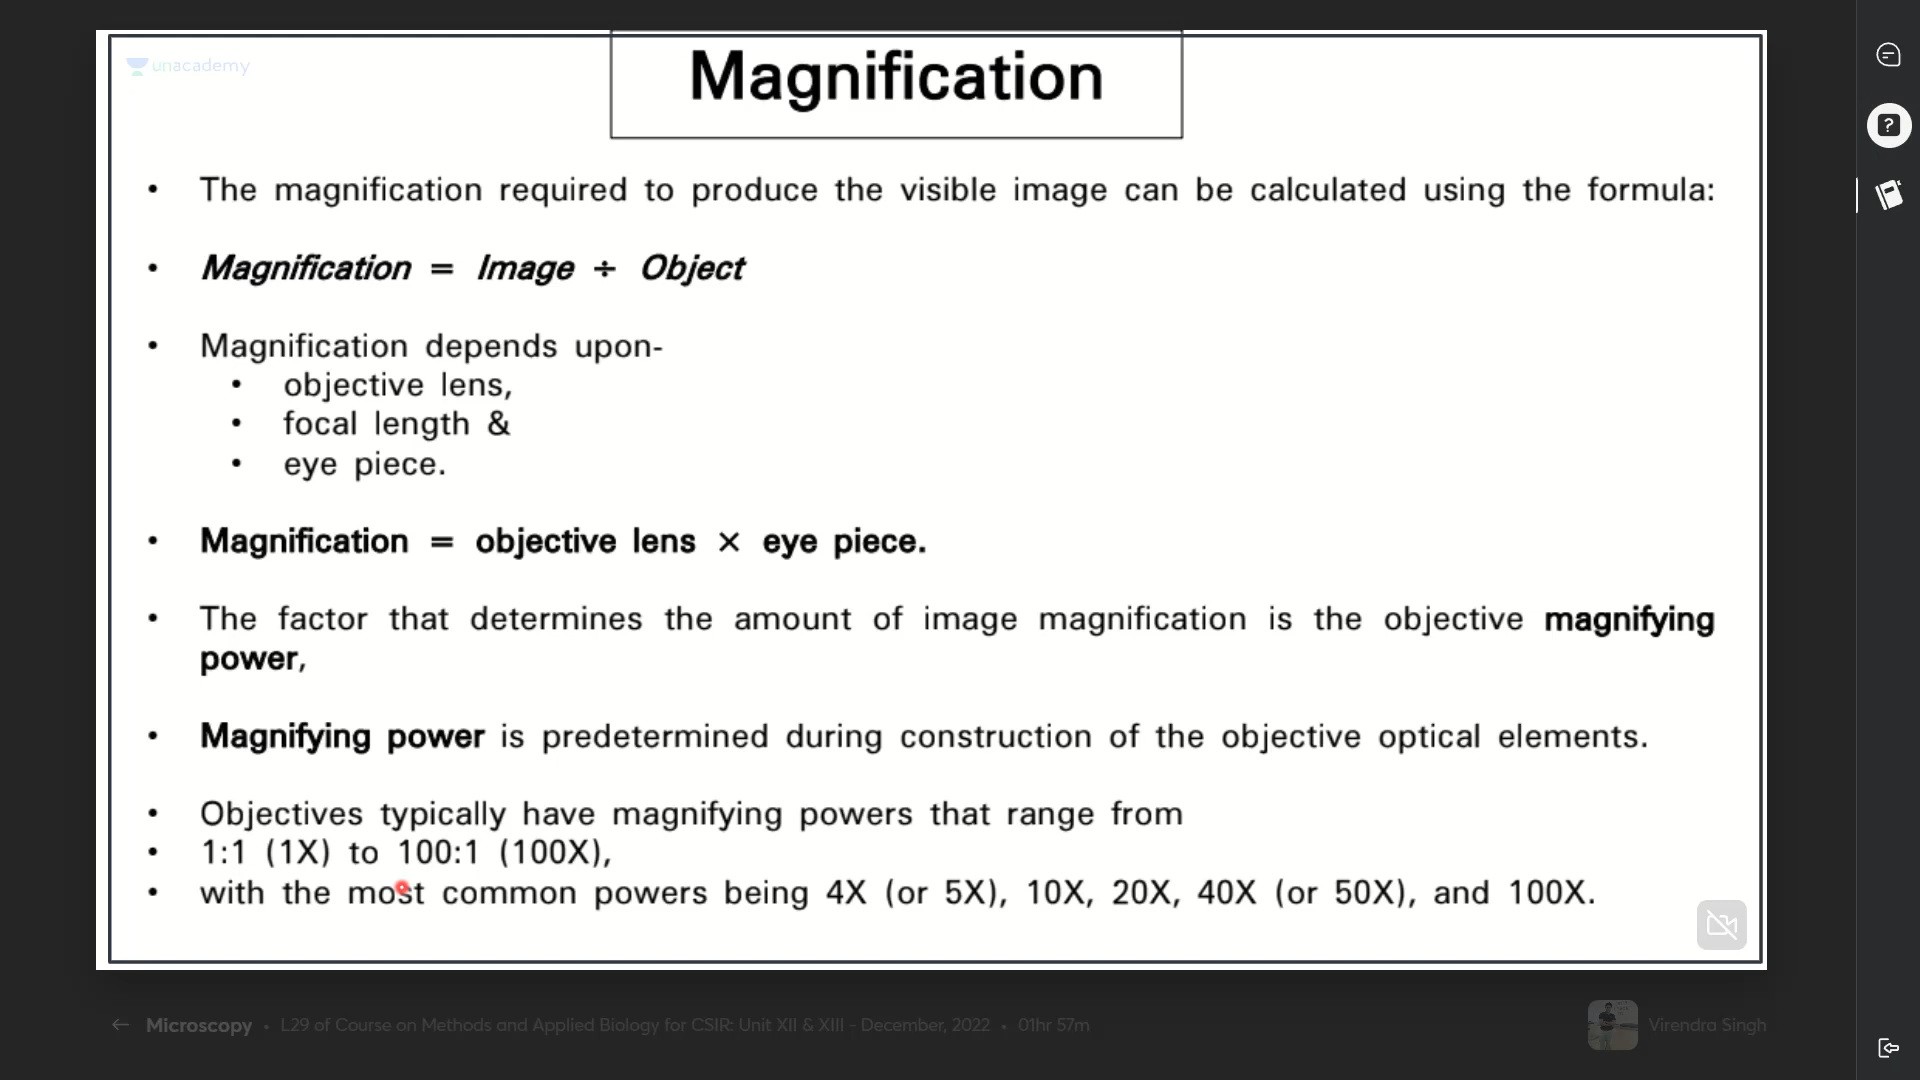 unacademy
Magnification
• The magnification required to produce the visible image can be calculated using the formula:
• Magnification = Image ÷ Object
• Magnification depends upon-
• objective lens,
• focal length &
• eye piece.
• Magnification = objective lens × eye piece.
• The factor that determines the amount of image magnification is the objective magnifying
power,
• Magnifying power is predetermined during construction of the objective optical elements.
• Objectives typically have magnifying powers that range from
• 1:1 (1X) to 100:1 (100X),
• with the most common powers being 4X (or 5X), 10X, 20X, 40X (or 50X), and 100X.
← Microscopy • L29 of Course on Methods and Applied Biology for CSIR: Unit XII & XIII - December, 2022 • 01hr 57m
Virendra Singh